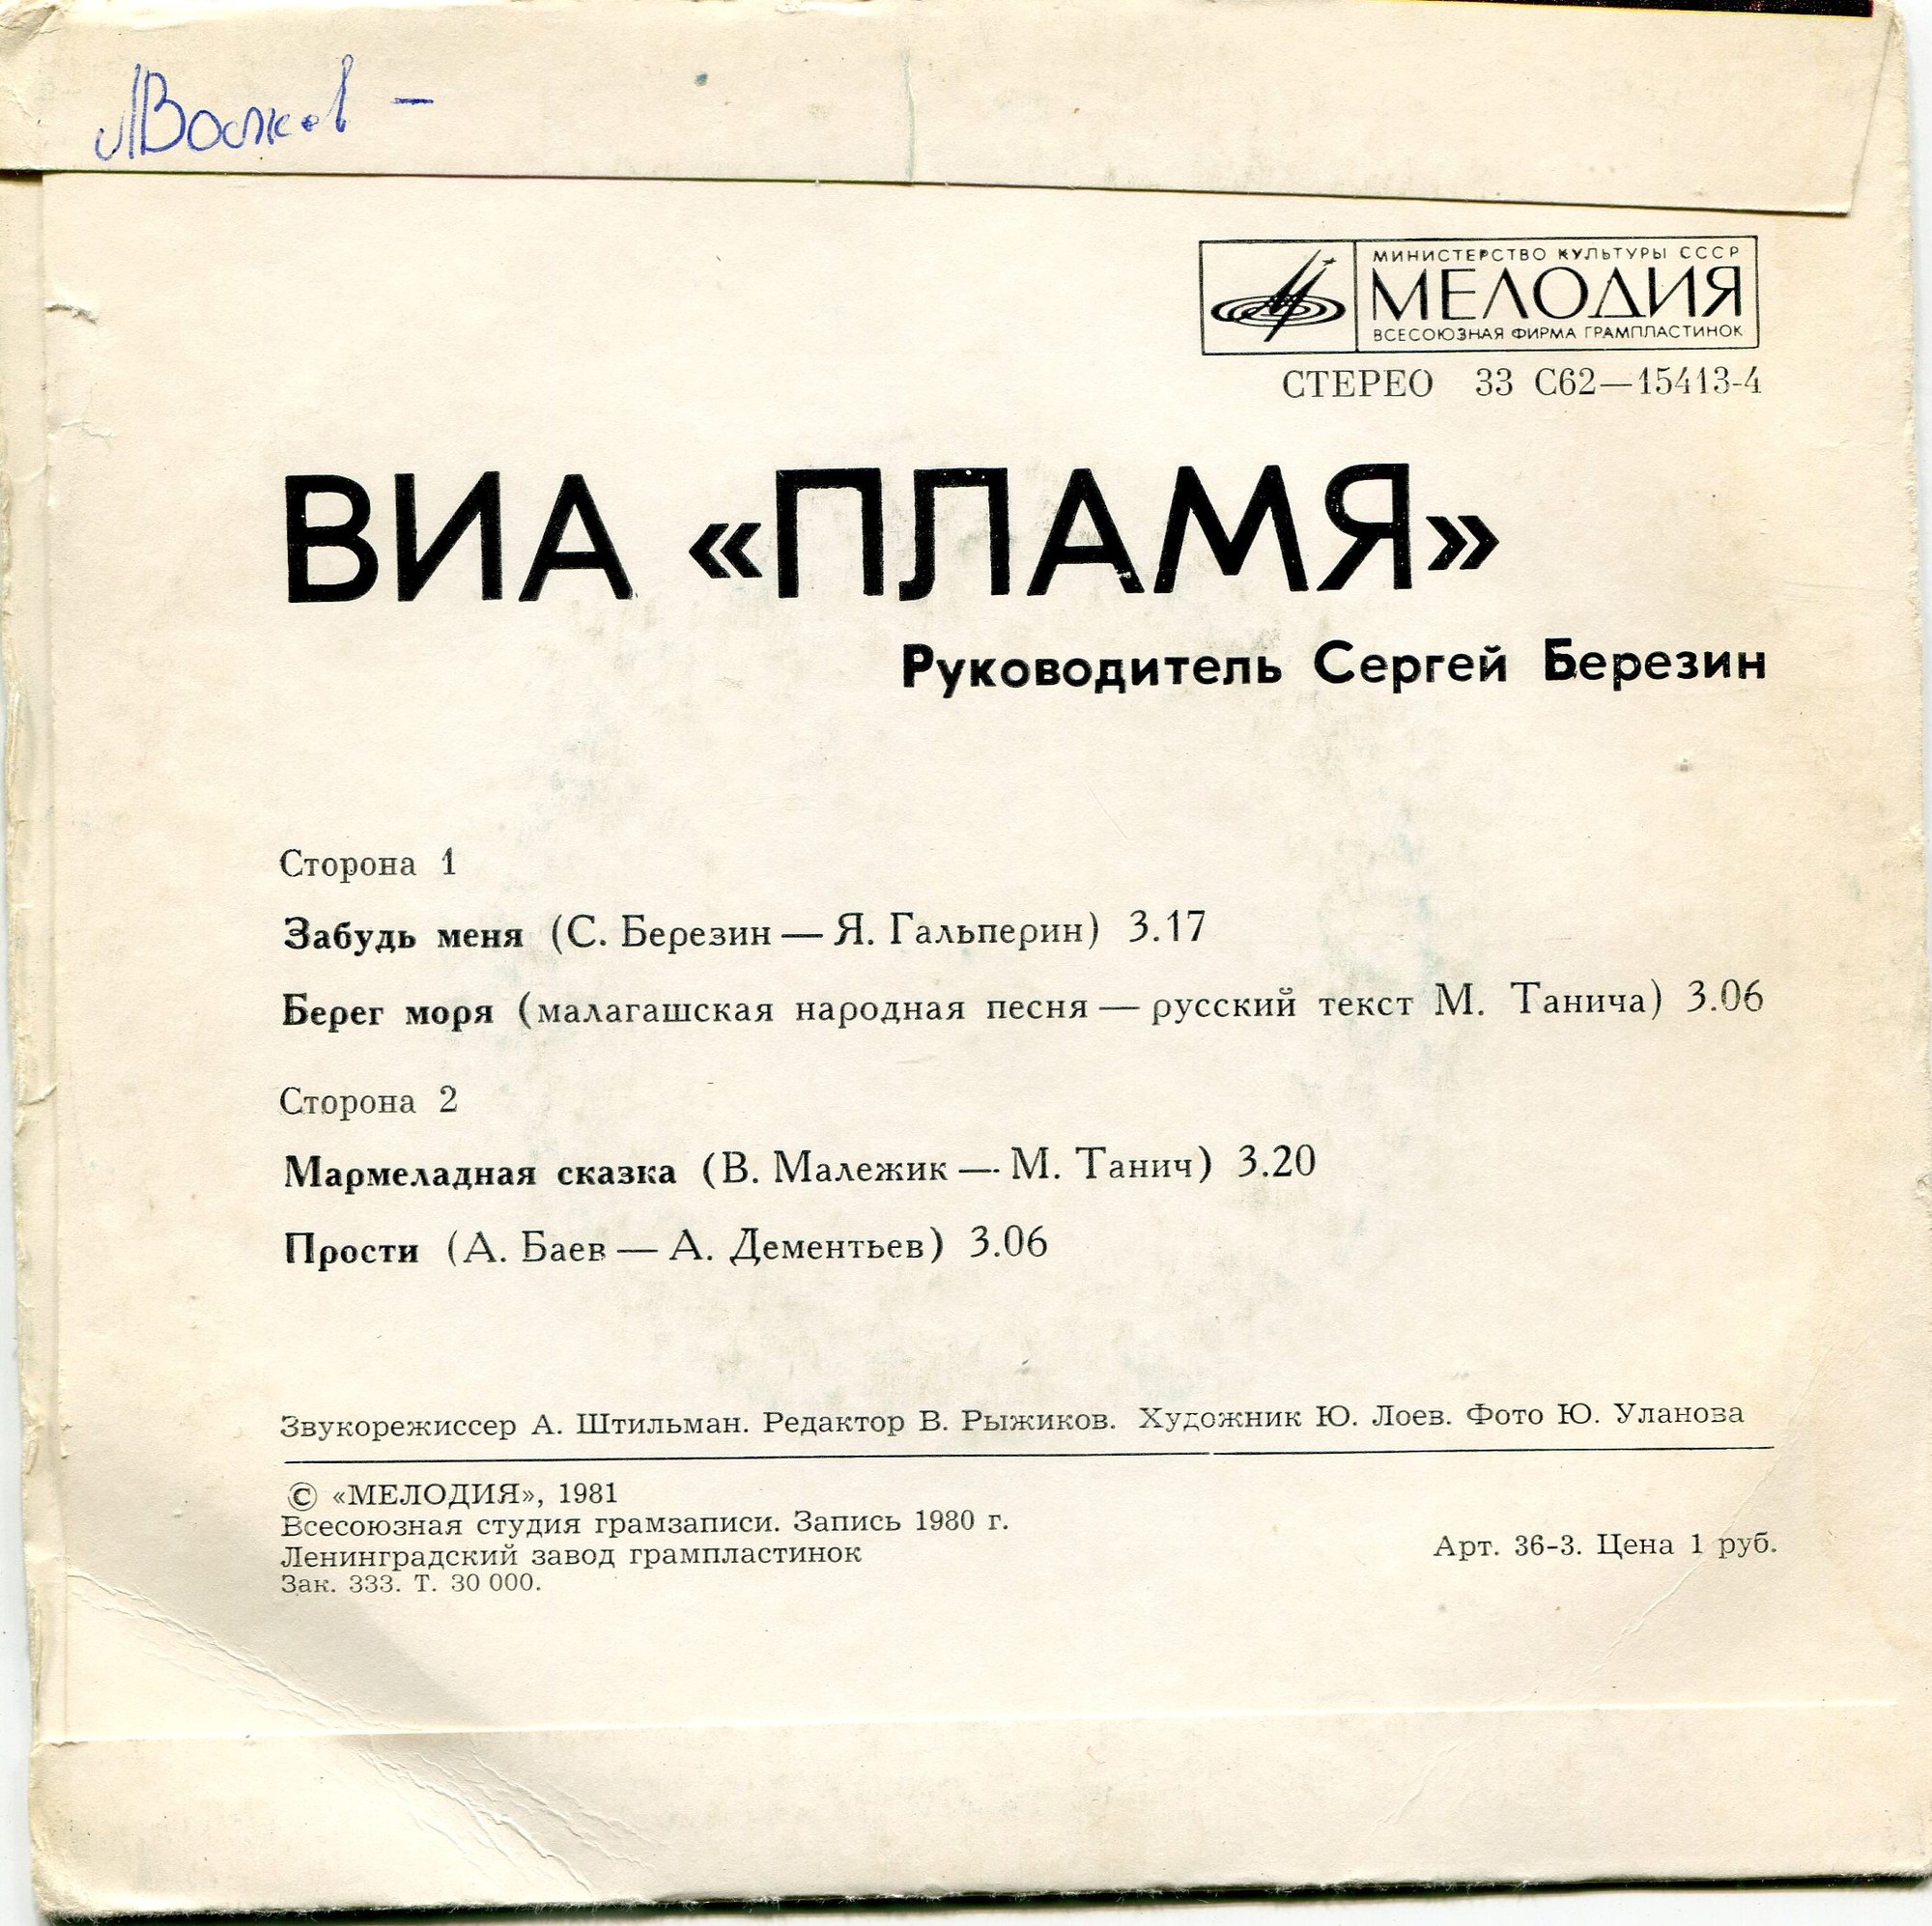 МИНИСТЕРСТВО КУЛЬТУРЫ СССР
МЕЛОДИЯ
ВСЕСОЮЗНАЯ ФИРМА ГРАМПЛАСТИНОК
СТЕРЕО 33 С62—15413-4
ВИА «ПЛАМЯ»
Руководитель Сергей Березин
Сторона 1
Забудь меня (С. Березин — Я. Гальперин) 3.17
Берег моря (малагашская народная песня — русский текст М. Танича) 3.06
Сторона 2
Мармеладная сказка (В. Малежик — М. Танич) 3.20
Прости (А. Баев — А. Дементьев) 3.06
Звукорежиссер А. Штильман. Редактор В. Рыжиков. Художник Ю. Лоев. Фото Ю. Уланова
© «МЕЛОДИЯ», 1981
Всесоюзная студия грамзаписи. Запись 1980 г.
Ленинградский завод грампластинок
Зак. 333. Т. 30 000.
Арт. 36-3. Цена 1 руб.